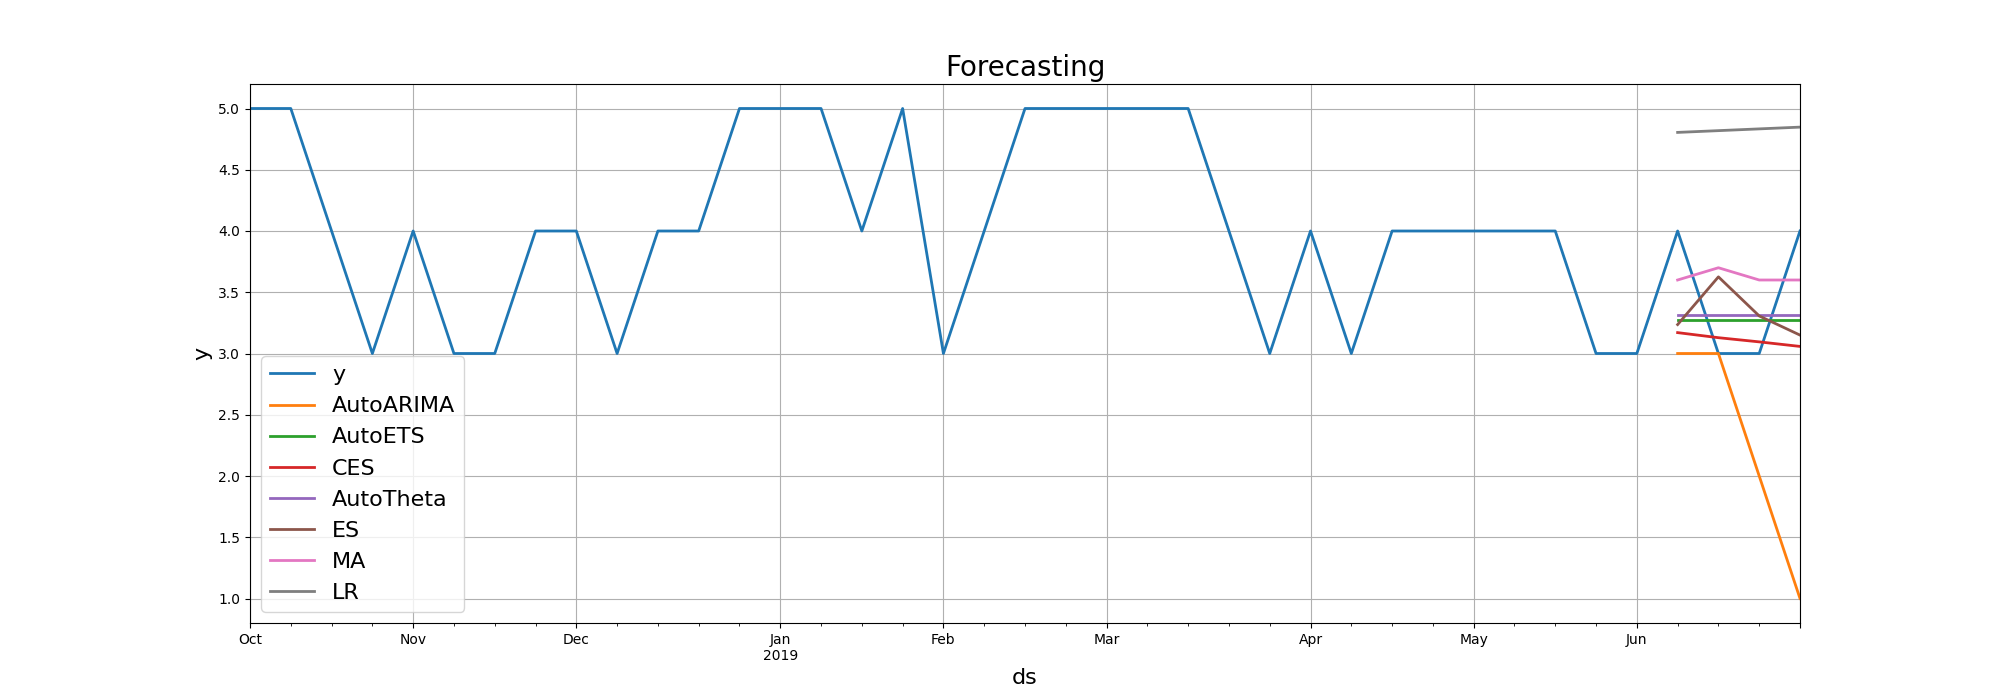 Forecasting
5.0
4.5
4.0
3.5
3.0
2.5
2.0
1.5
1.0
y
y
AutoARIMA
AutoETS
CES
AutoTheta
ES
MA
LR
Oct Nov Dec Jan Feb Mar Apr May Jun
2019
ds